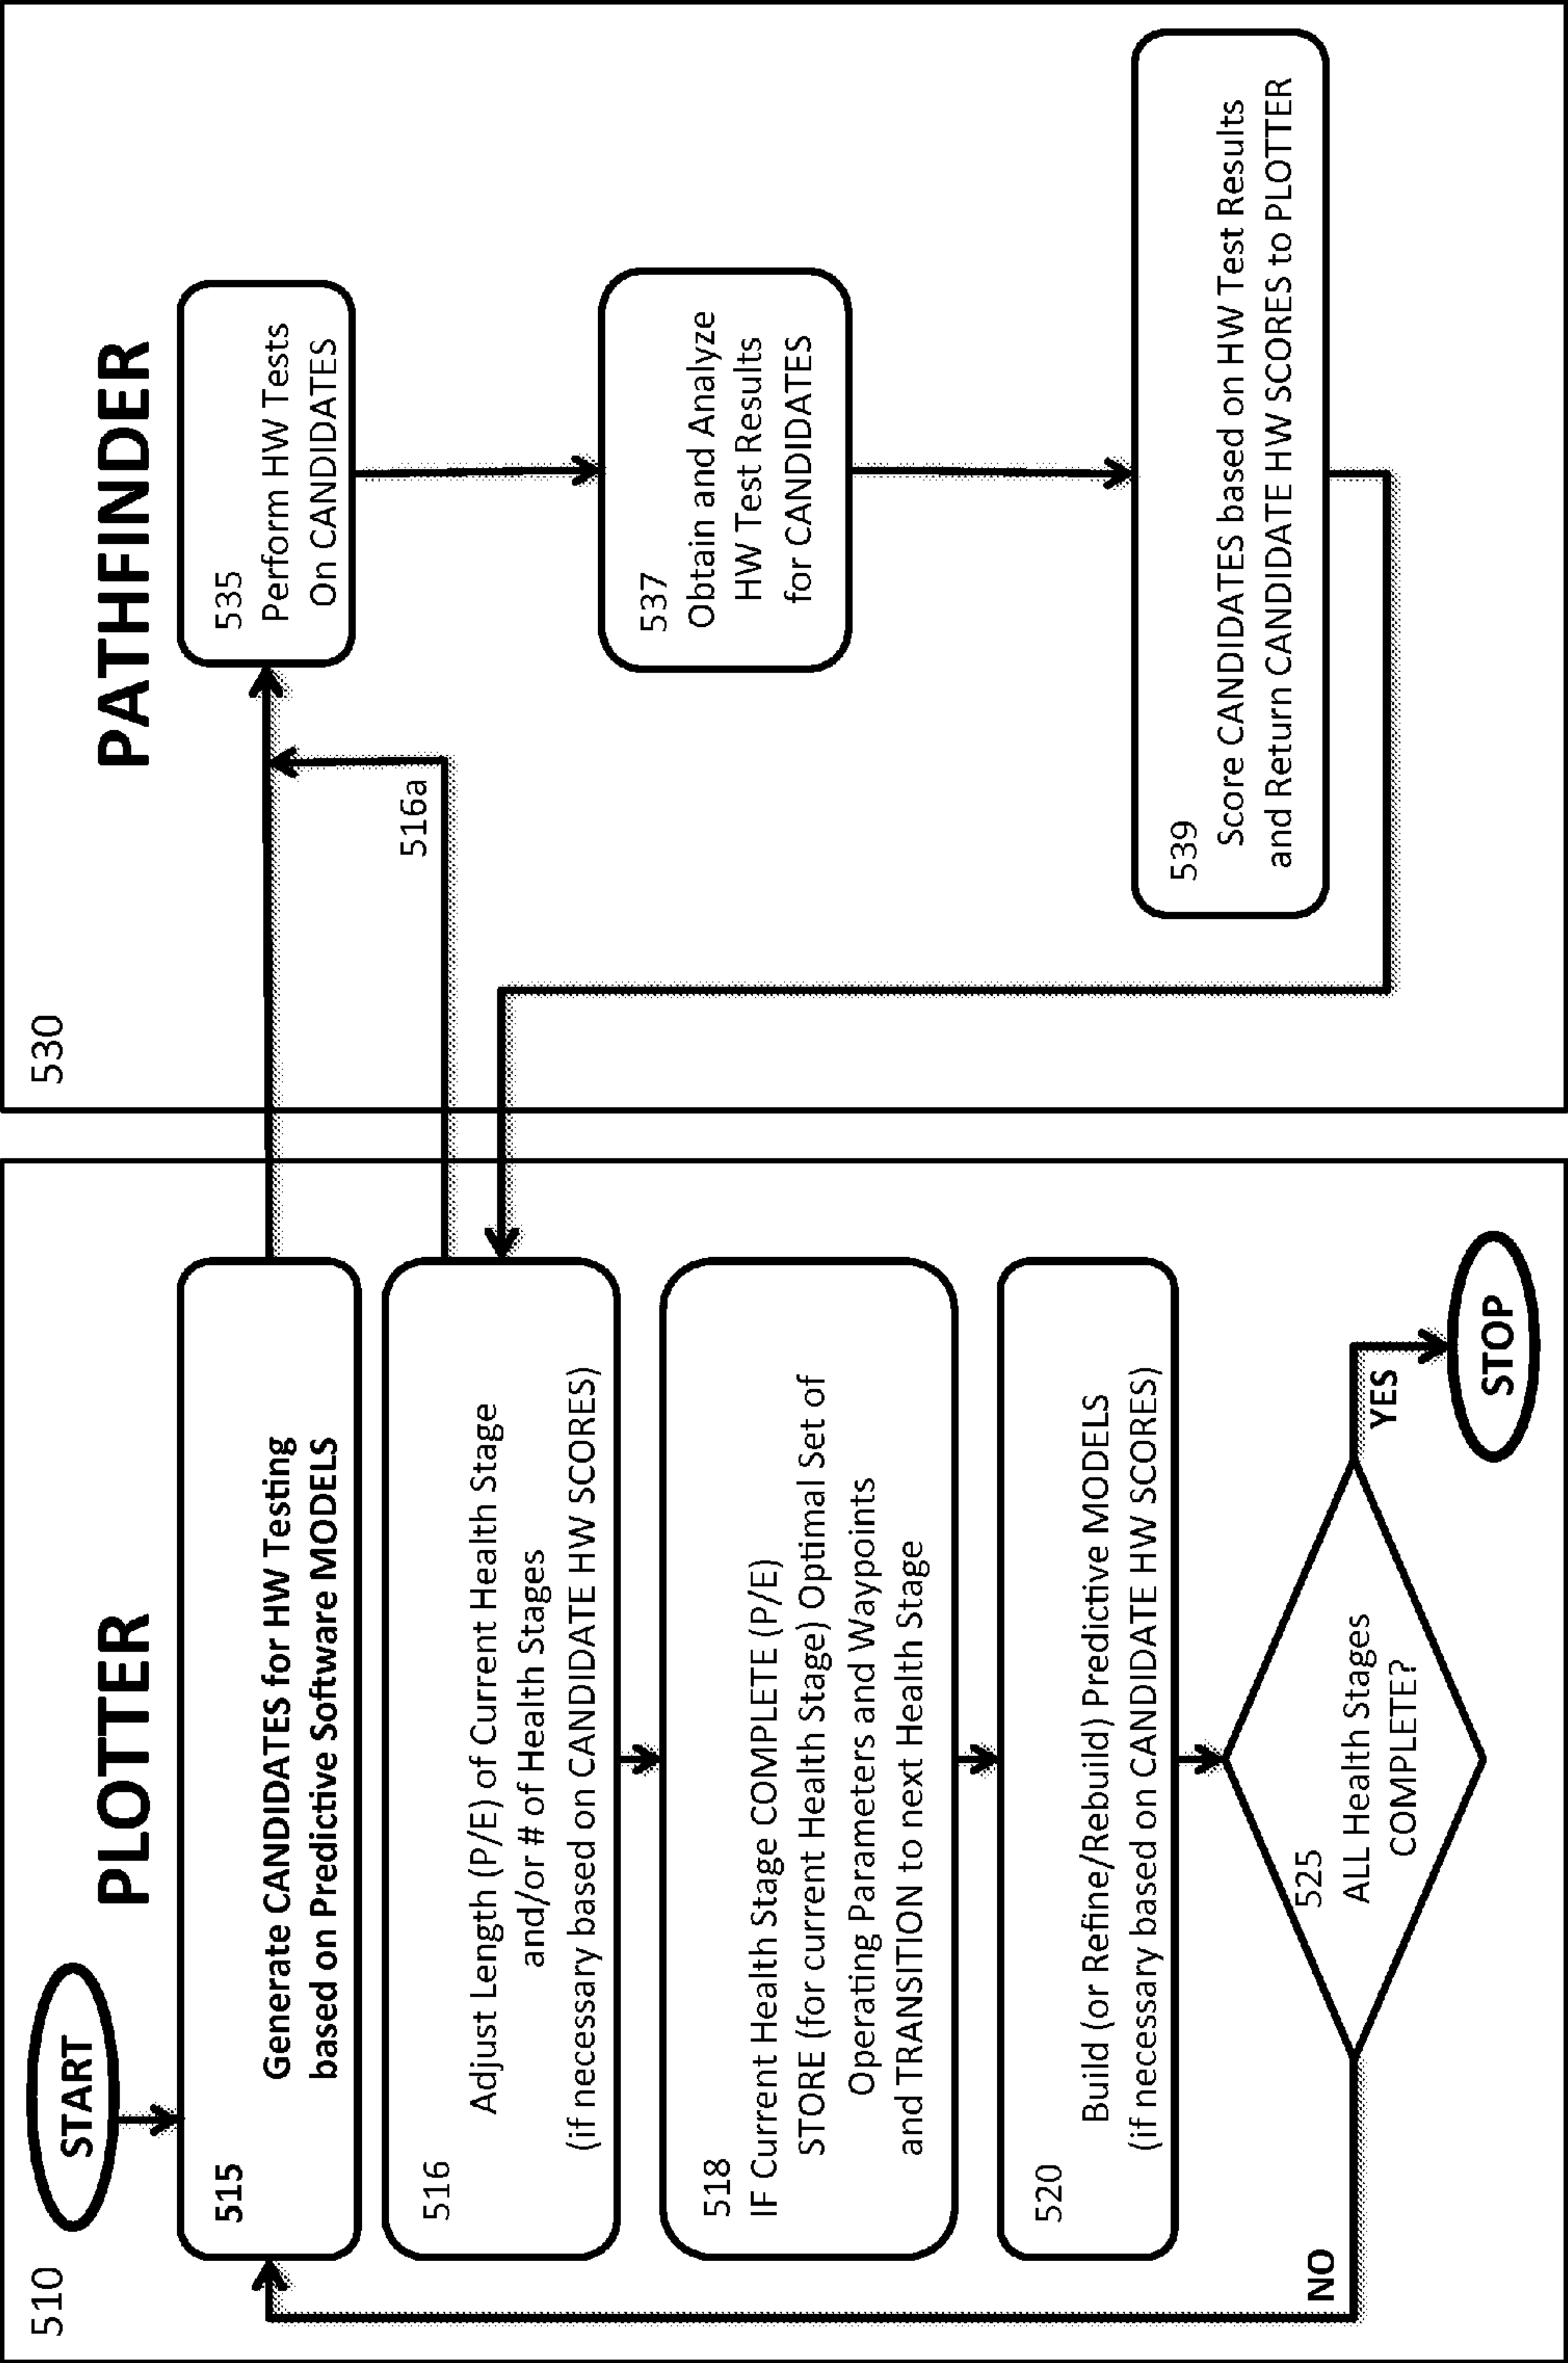 510
PLOTTER
START
515
Generate CANDIDATES for HW Testing
based on Predictive Software MODELS
516
Adjust Length (P/E) of Current Health Stage
and/or # of Health Stages
(if necessary based on CANDIDATE HW SCORES)
518
IF Current Health Stage COMPLETE (P/E)
STORE (for current Health Stage) Optimal Set of
Operating Parameters and Waypoints
and TRANSITION to next Health Stage
520
Build (or Refine/Rebuild) Predictive MODELS
(if necessary based on CANDIDATE HW SCORES)
525
ALL Health Stages
COMPLETE?
NO
YES
STOP
530
PATHFINDER
535
Perform HW Tests
On CANDIDATES
516a
537
Obtain and Analyze
HW Test Results
for CANDIDATES
539
Score CANDIDATES based on HW Test Results
and Return CANDIDATE HW SCORES to PLOTTER